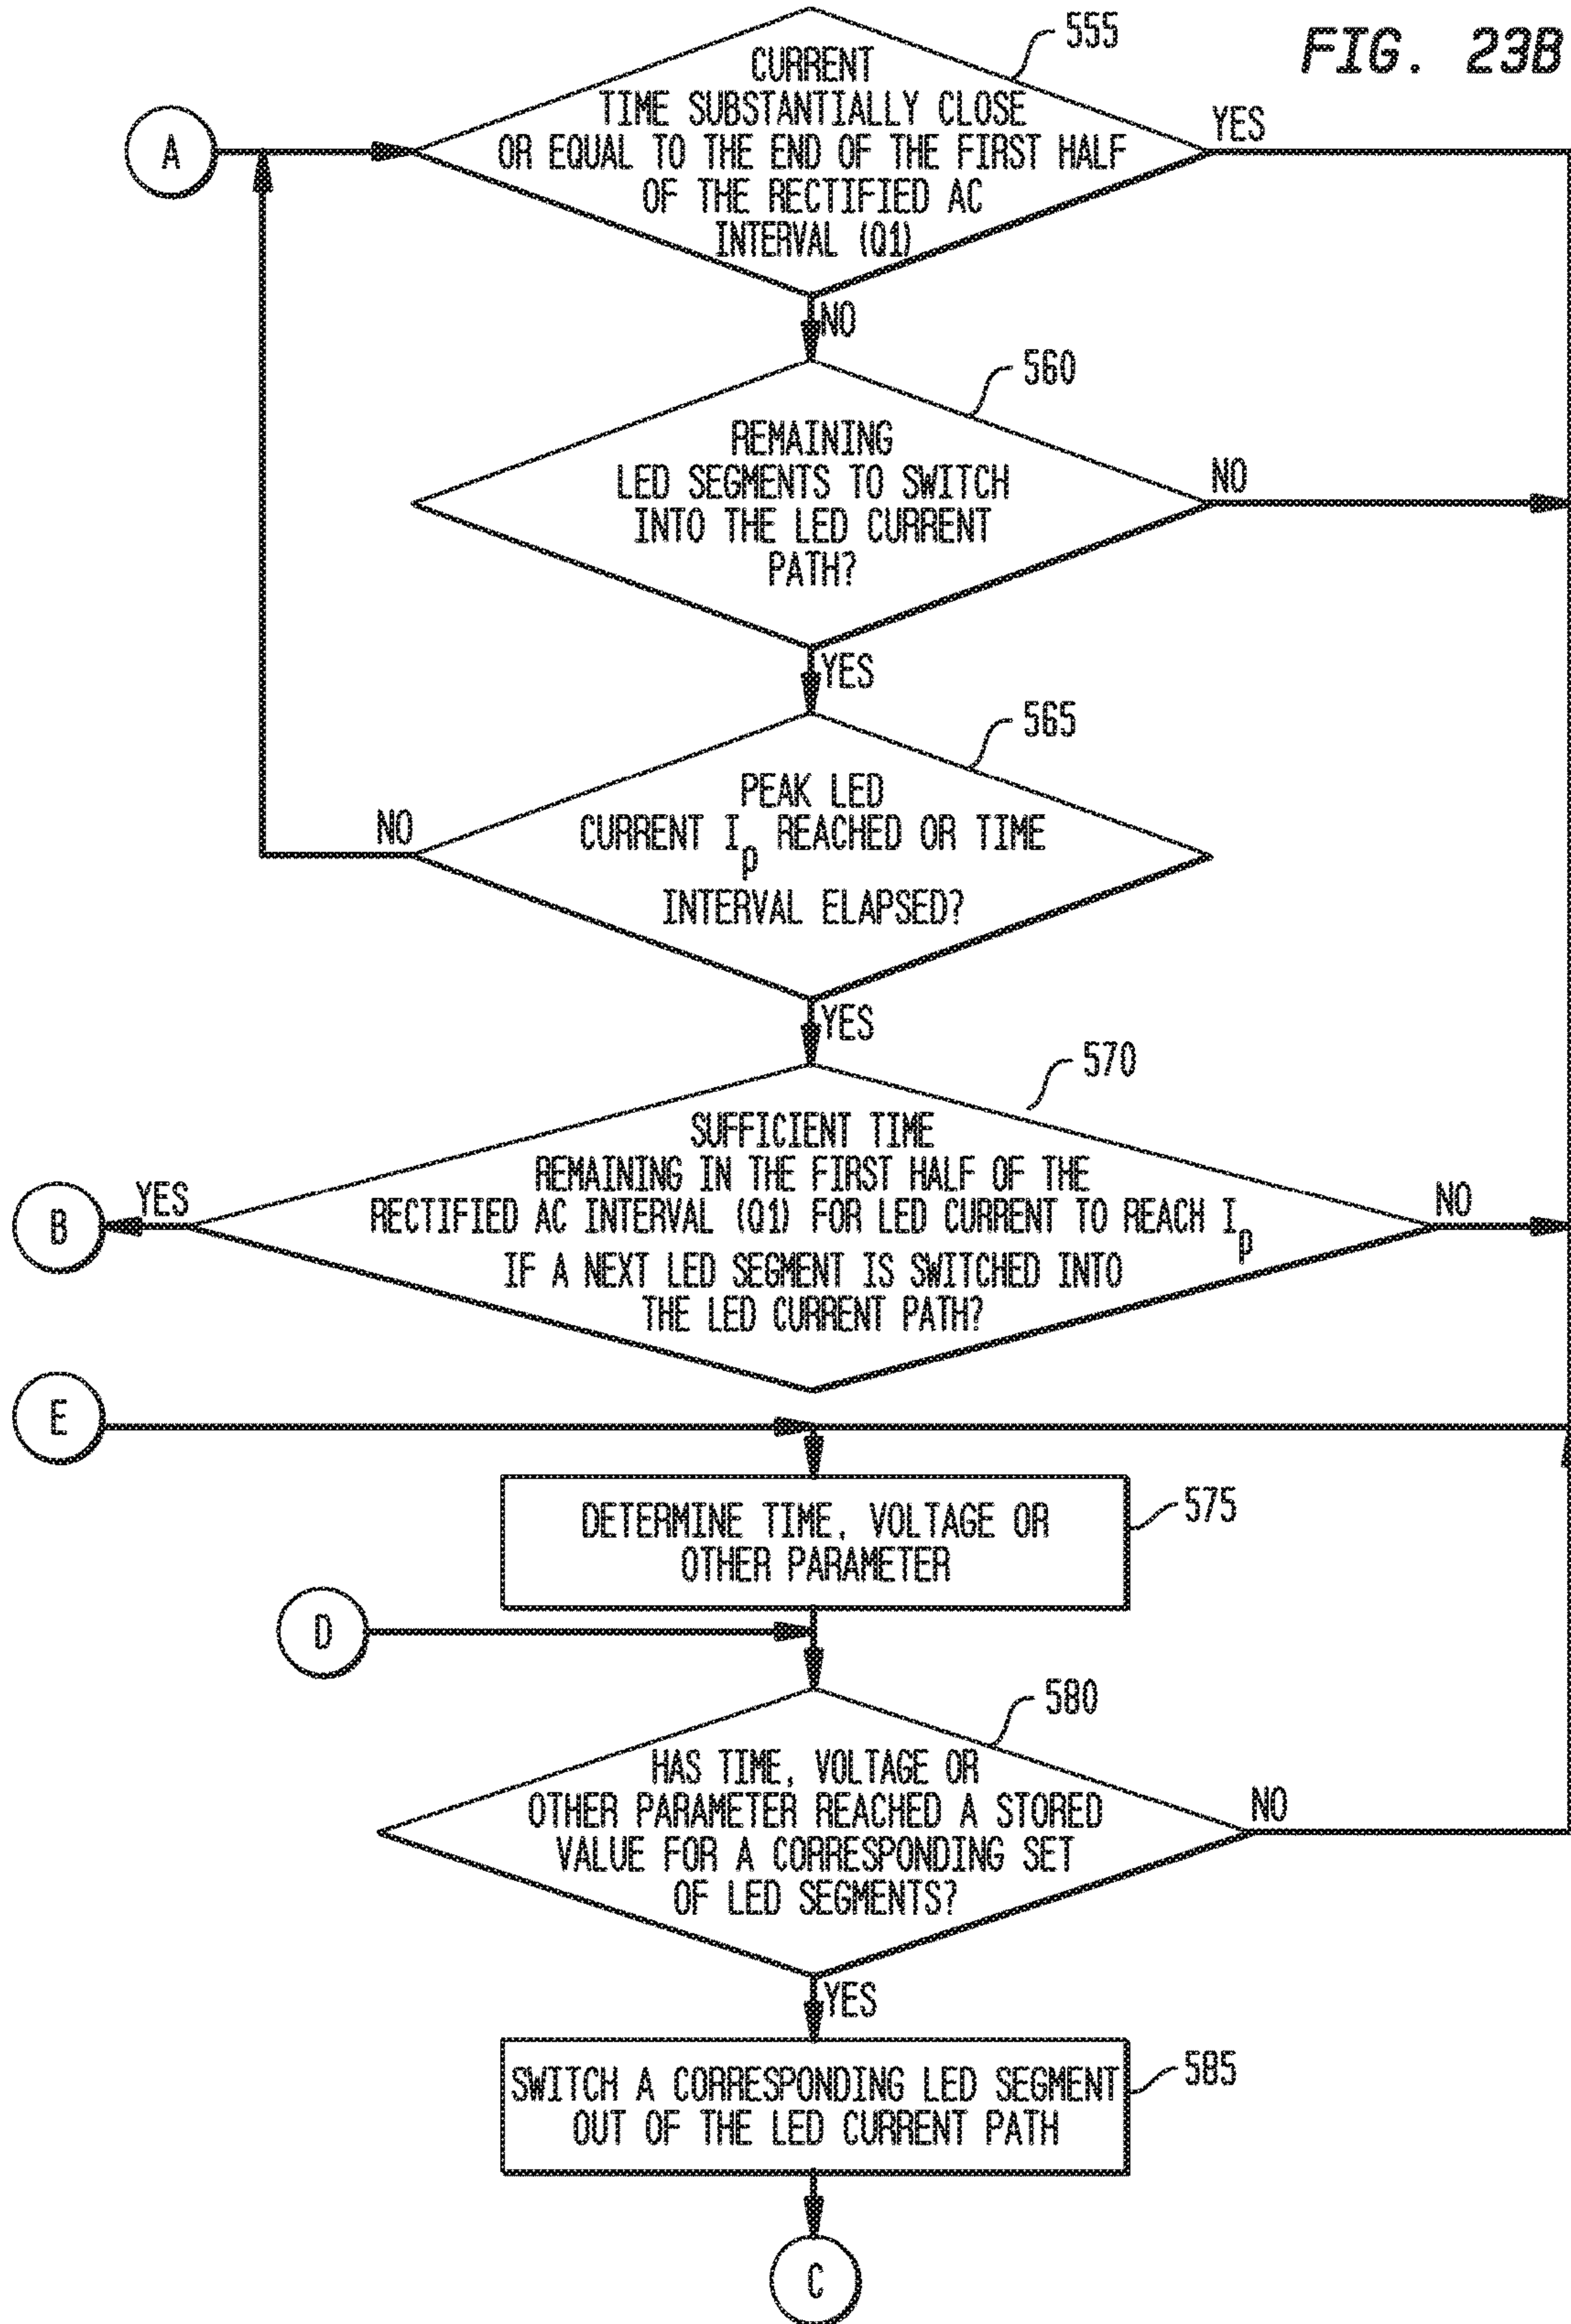 FIG. 23B
555
CURRENT
TIME SUBSTANTIALLY CLOSE
OR EQUAL TO THE END OF THE FIRST HALF
OF THE RECTIFIED AC
INTERVAL (Q1)
YES
A
NO
560
REMAINING
LED SEGMENTS TO SWITCH
INTO THE LED CURRENT
PATH?
NO
YES
565
PEAK LED
CURRENT Ip REACHED OR TIME
INTERVAL ELAPSED?
NO
YES
570
SUFFICIENT TIME
REMAINING IN THE FIRST HALF OF THE
RECTIFIED AC INTERVAL (Q1) FOR LED CURRENT TO REACH Ip
IF A NEXT LED SEGMENT IS SWITCHED INTO
THE LED CURRENT PATH?
YES
NO
B
E
575
DETERMINE TIME, VOLTAGE OR
OTHER PARAMETER
D
580
HAS TIME, VOLTAGE OR
OTHER PARAMETER REACHED A STORED
VALUE FOR A CORRESPONDING SET
OF LED SEGMENTS?
NO
YES
585
SWITCH A CORRESPONDING LED SEGMENT
OUT OF THE LED CURRENT PATH
C